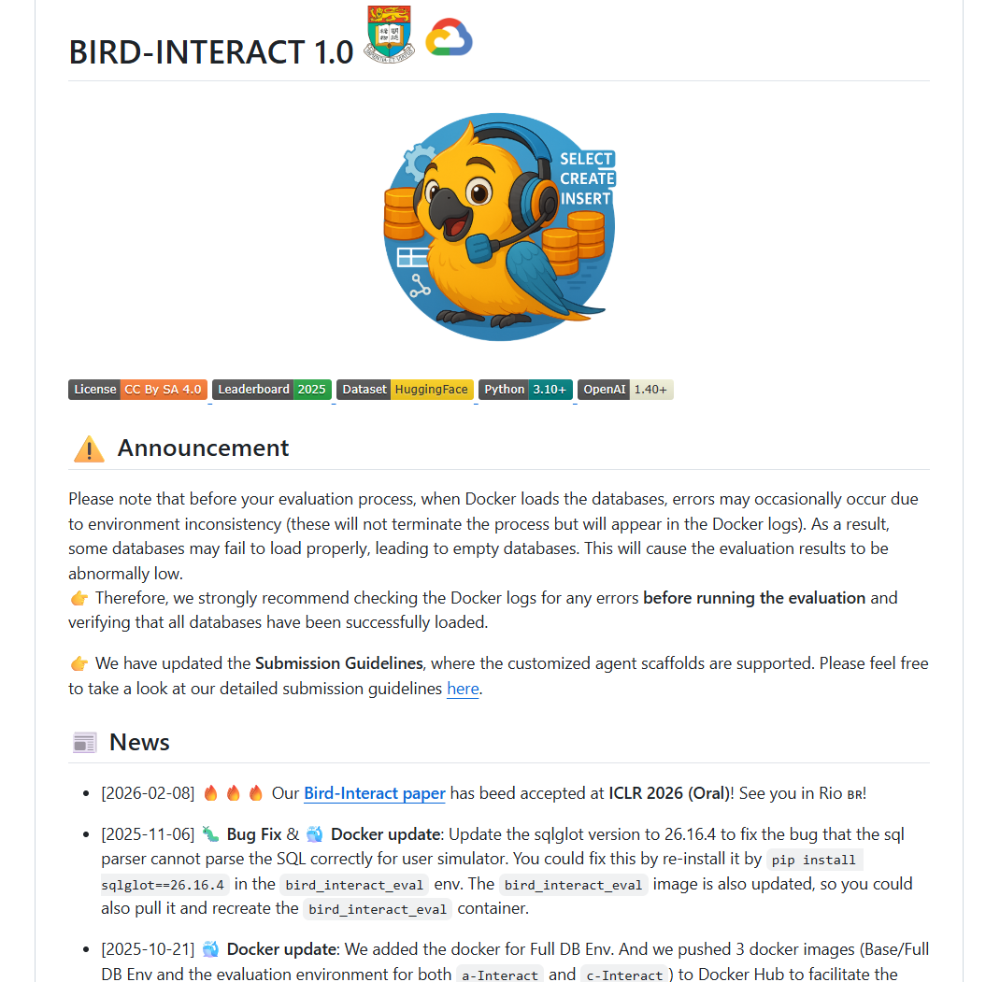 BIRD-INTERACT 1.0
SELECT
CREATE
INSERT
License CC By SA 4.0 Leaderboard 2025 Dataset HuggingFace Python 3.10+ OpenAI 1.40+
Announcement
Please note that before your evaluation process, when Docker loads the databases, errors may occasionally occur due
to environment inconsistency (these will not terminate the process but will appear in the Docker logs). As a result,
some databases may fail to load properly, leading to empty databases. This will cause the evaluation results to be
abnormally low.
👉 Therefore, we strongly recommend checking the Docker logs for any errors before running the evaluation and
verifying that all databases have been successfully loaded.
👉 We have updated the Submission Guidelines, where the customized agent scaffolds are supported. Please feel free
to take a look at our detailed submission guidelines here.
News
• [2026-02-08] 🔥 🔥 🔥 Our Bird-Interact paper has beed accepted at ICLR 2026 (Oral)! See you in Rio 🇧🇷!
• [2025-11-06] 🐛 Bug Fix & 🐳 Docker update: Update the sqlglot version to 26.16.4 to fix the bug that the sql
parser cannot parse the SQL correctly for user simulator. You could fix this by re-install it by pip install
sqlglot==26.16.4 in the bird_interact_eval env. The bird_interact_eval image is also updated, so you could
also pull it and recreate the bird_interact_eval container.
• [2025-10-21] 🐳 Docker update: We added the docker for Full DB Env. And we pushed 3 docker images (Base/Full
DB Env and the evaluation environment for both a-Interact and c-Interact) to Docker Hub to facilitate the